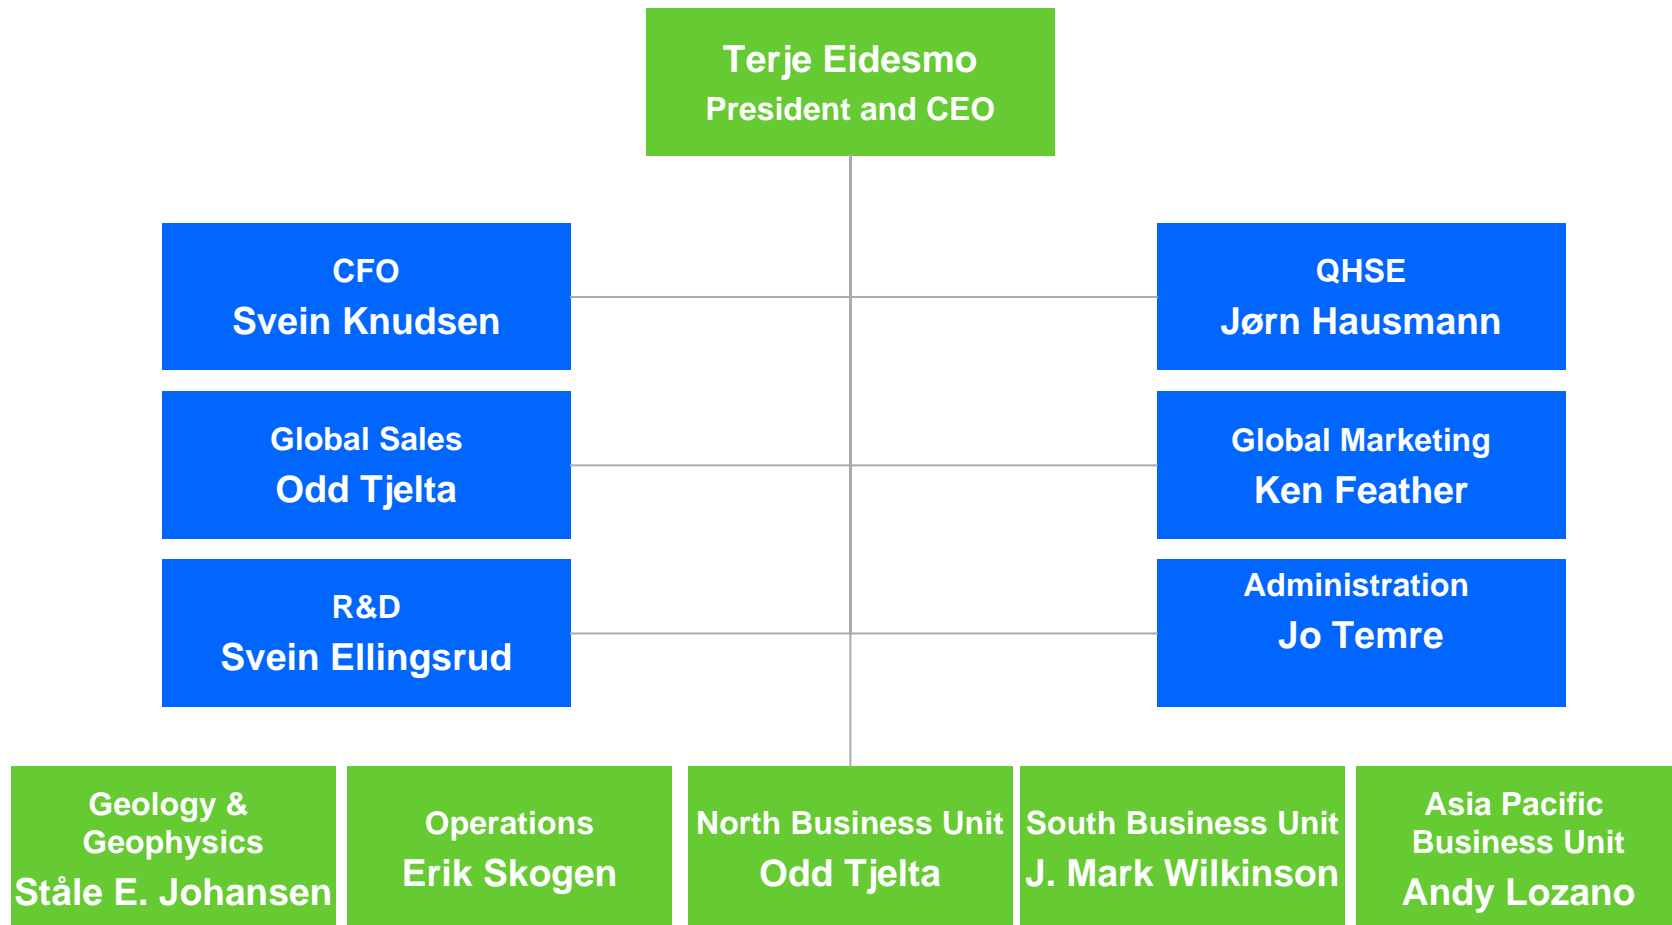 Terje Eidesmo
President and CEO
CFO
Svein Knudsen
QHSE
Jørn Hausmann
Global Sales
Odd Tjelta
Global Marketing
Ken Feather
R&D
Svein Ellingsrud
Administration
Jo Temre
Geology &
Geophysics
Ståle E. Johansen
Operations
Erik Skogen
North Business Unit
Odd Tjelta
South Business Unit
J. Mark Wilkinson
Asia Pacific
Business Unit
Andy Lozano